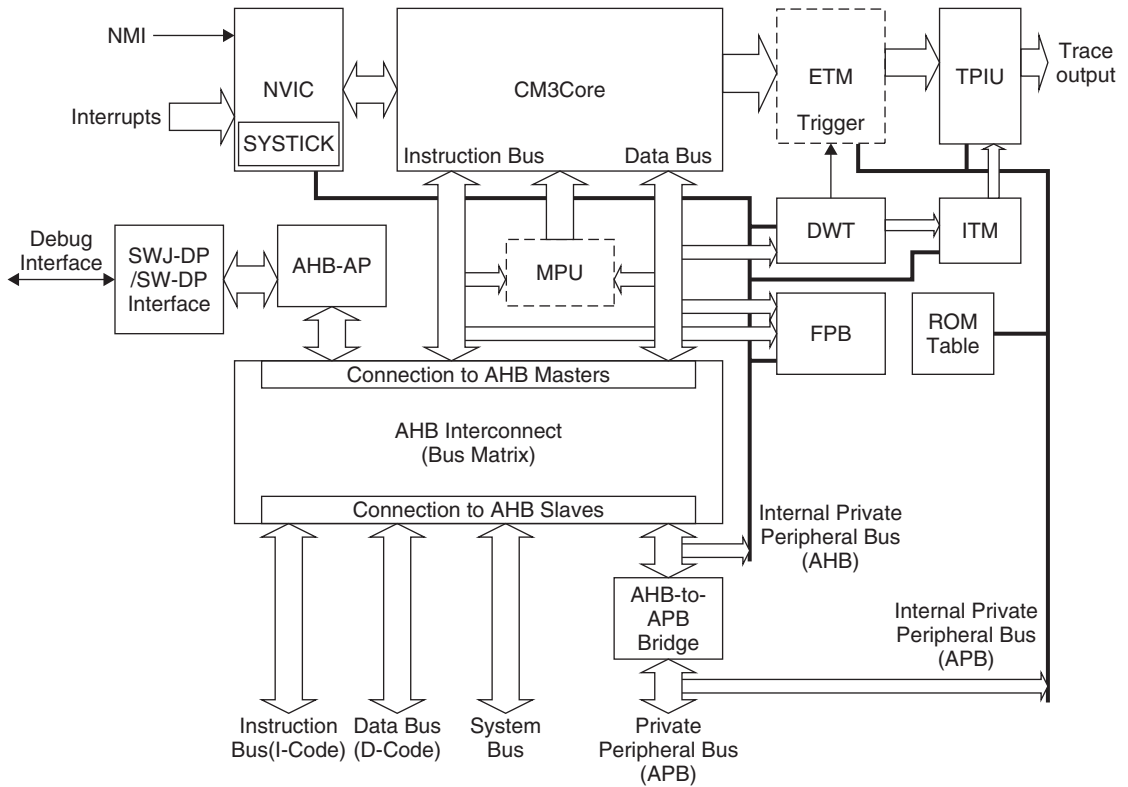 NMI
NVIC
CM3Core
ETM
TPIU
Trace
output
Interrupts
SYSTICK
Trigger
Instruction Bus
Data Bus
Debug
Interface
SWJ-DP
/SW-DP
Interface
AHB-AP
MPU
DWT
ITM
FPB
ROM
Table
Connection to AHB Masters
AHB Interconnect
(Bus Matrix)
Connection to AHB Slaves
Internal Private
Peripheral Bus
(AHB)
AHB-to-
APB
Bridge
Internal Private
Peripheral Bus
(APB)
Instruction
Bus(I-Code)
Data Bus
(D-Code)
System
Bus
Private
Peripheral Bus
(APB)